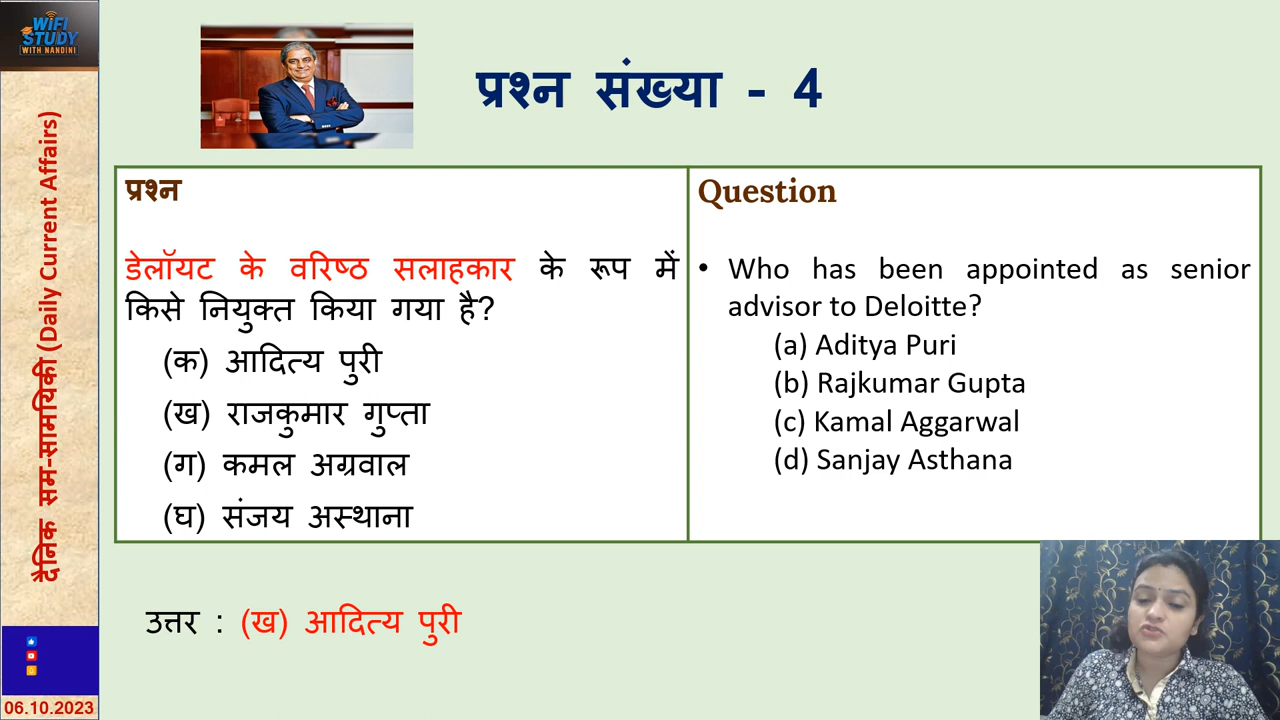 WiFi
STUDY
WITH NANDINI
दैनिक सम-सामयिकी (Daily Current Affairs)
06.10.2023
प्रश्न संख्या - 4
प्रश्न
डेलॉयट के वरिष्ठ सलाहकार के रूप में
किसे नियुक्त किया गया है?
(क) आदित्य पुरी
(ख) राजकुमार गुप्ता
(ग) कमल अग्रवाल
(घ) संजय अस्थाना
Question
• Who has been appointed as senior
advisor to Deloitte?
(a) Aditya Puri
(b) Rajkumar Gupta
(c) Kamal Aggarwal
(d) Sanjay Asthana
उत्तर : (ख) आदित्य पुरी